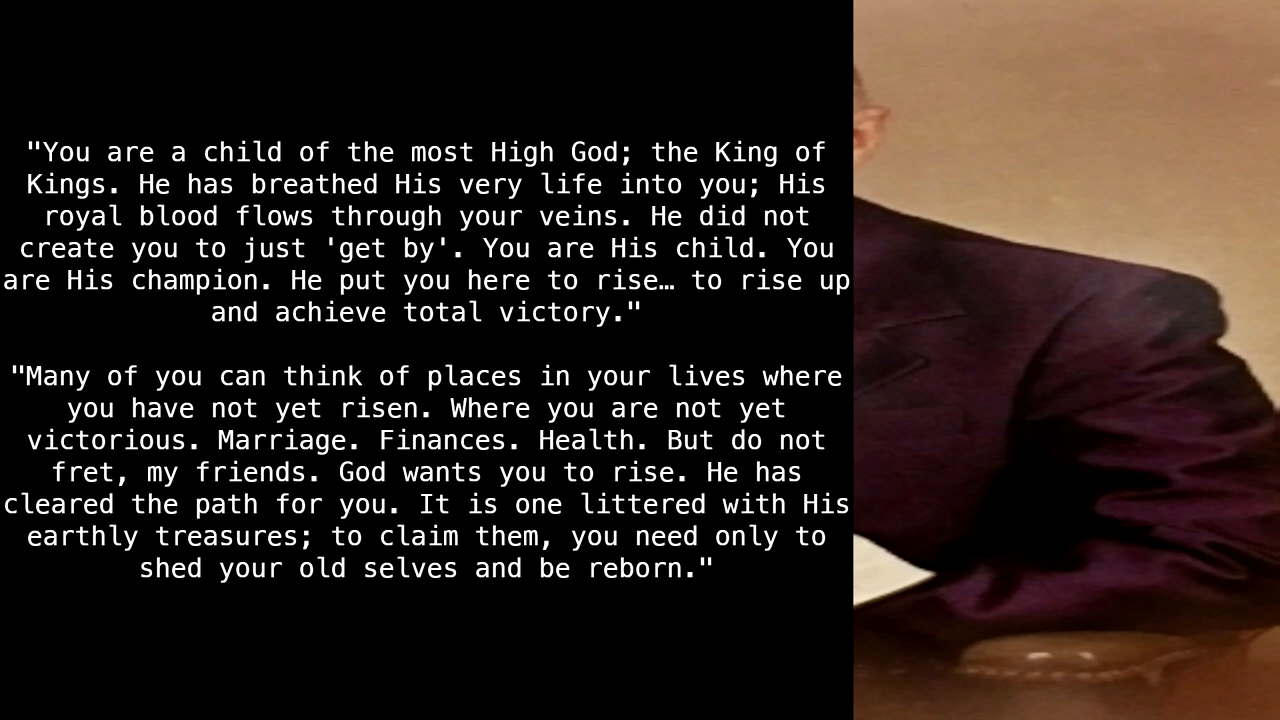 "You are a child of the most High God; the King of
Kings. He has breathed His very life into you; His
royal blood flows through your veins. He did not
create you to just 'get by'. You are His child. You
are His champion. He put you here to rise… to rise up
and achieve total victory."
"Many of you can think of places in your lives where
you have not yet risen. Where you are not yet
victorious. Marriage. Finances. Health. But do not
fret, my friends. God wants you to rise. He has
cleared the path for you. It is one littered with His
earthly treasures; to claim them, you need only to
shed your old selves and be reborn."